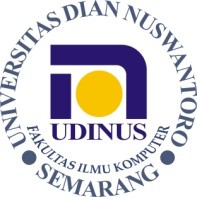 • UNIVERSITAS DIAN NUSWANTORO •
SEMARANG
UDINUS
FAKULTAS ILMU KOMPUTER